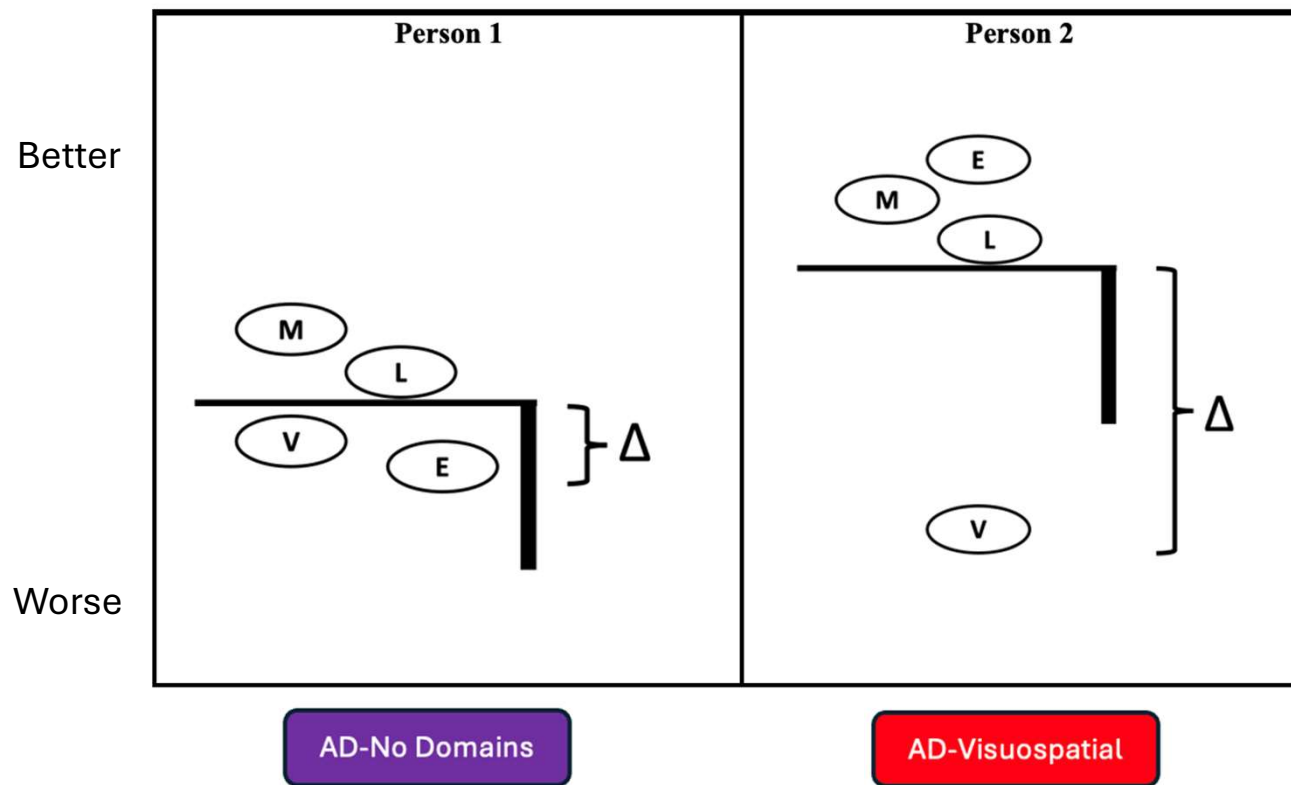 Person 1
Person 2
Better
E
M
L
M
L
V
E
Δ
Δ
V
Worse
AD-No Domains
AD-Visuospatial